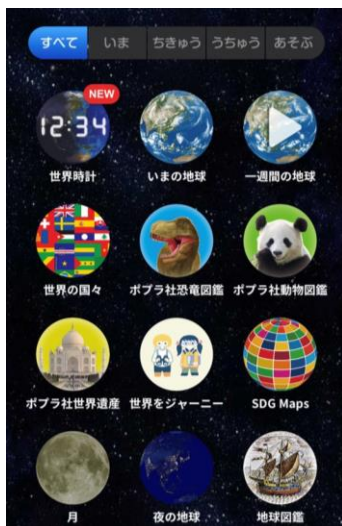 すべて いま ちきゅう うちゅう あそぶ
NEW
12:34
世界時計 いまの地球 一週間の地球
世界の国々 ポプラ社恐竜図鑑 ポプラ社動物図鑑
ポプラ社世界遺産 世界をジャーニー SDG Maps
月 夜の地球 地球図鑑